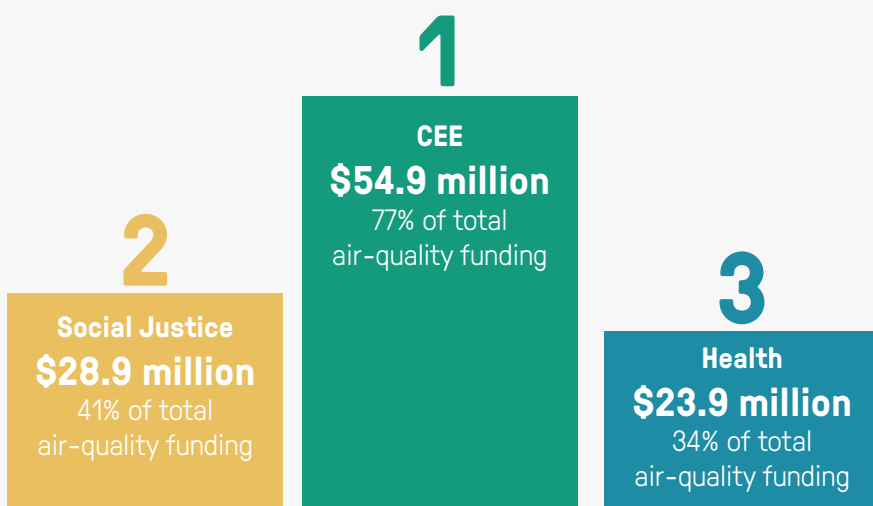 1
CEE
$54.9 million
77% of total
air-quality funding
2
Social Justice
$28.9 million
41% of total
air-quality funding
3
Health
$23.9 million
34% of total
air-quality funding